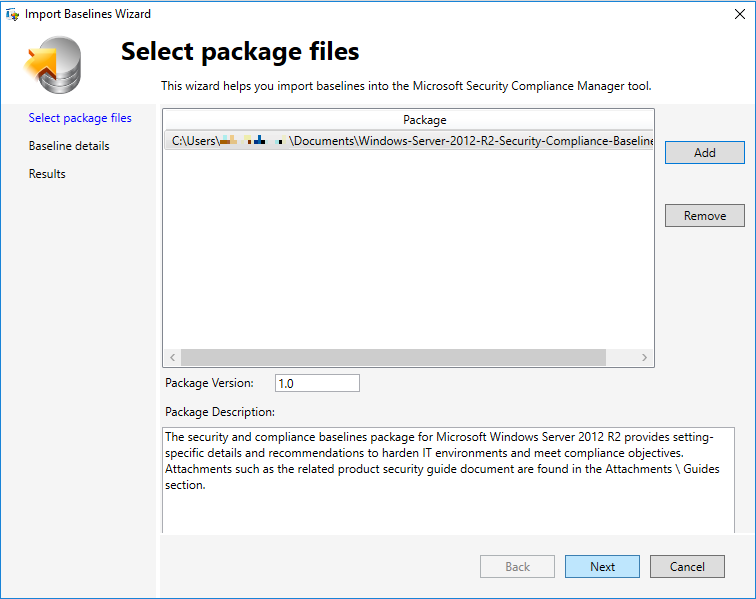 Import Baselines Wizard
Select package files
This wizard helps you import baselines into the Microsoft Security Compliance Manager tool.
Select package files
Baseline details
Results
Package
C:\Users\ \Documents\Windows-Server-2012-R2-Security-Compliance-Baseline
Add
Remove
Package Version: 1.0
Package Description:
The security and compliance baselines package for Microsoft Windows Server 2012 R2 provides setting-
specific details and recommendations to harden IT environments and meet compliance objectives.
Attachments such as the related product security guide document are found in the Attachments \ Guides
section.
Back Next Cancel